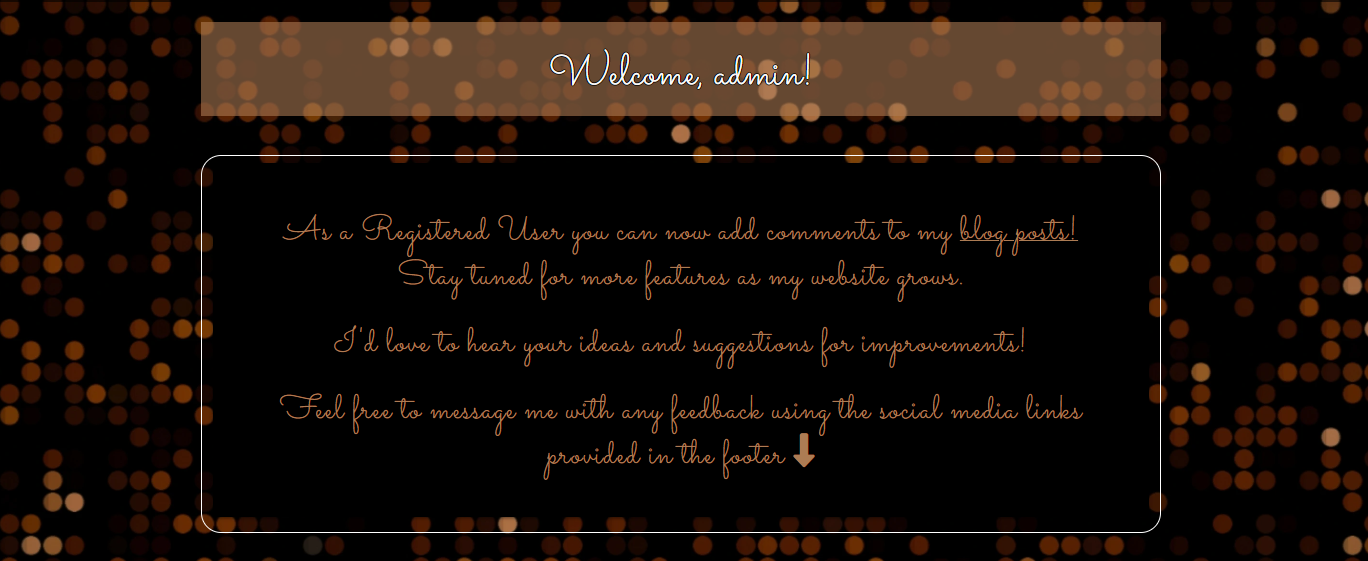 Welcome, admin!
As a Registered User you can now add comments to my blog posts!
Stay tuned for more features as my website grows.
I'd love to hear your ideas and suggestions for improvements!
Feel free to message me with any feedback using the social media links
provided in the footer